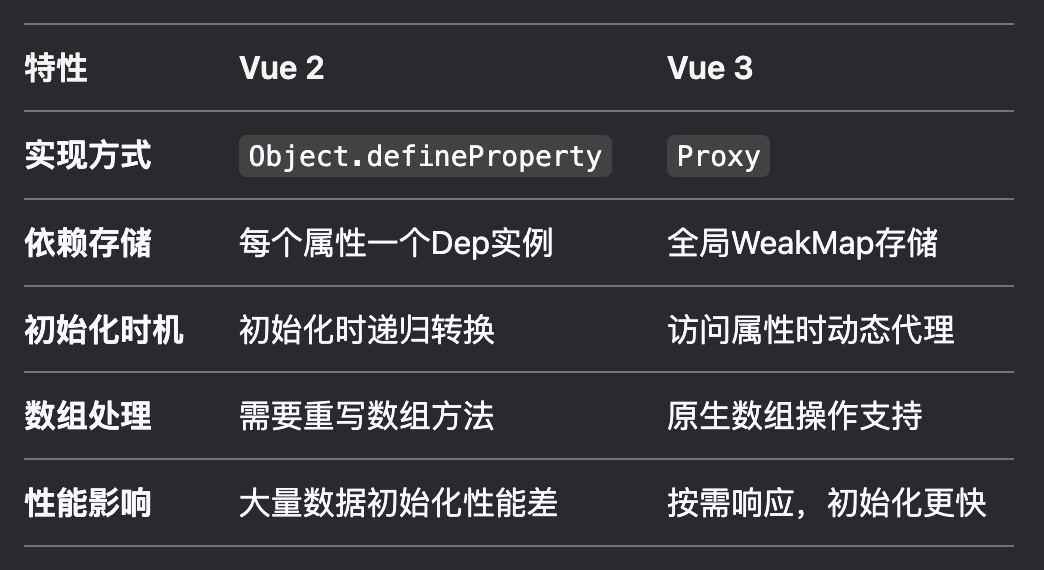 特性 Vue 2 Vue 3
实现方式 Object.defineProperty Proxy
依赖存储 每个属性一个Dep实例 全局WeakMap存储
初始化时机 初始化时递归转换 访问属性时动态代理
数组处理 需要重写数组方法 原生数组操作支持
性能影响 大量数据初始化性能差 按需响应，初始化更快